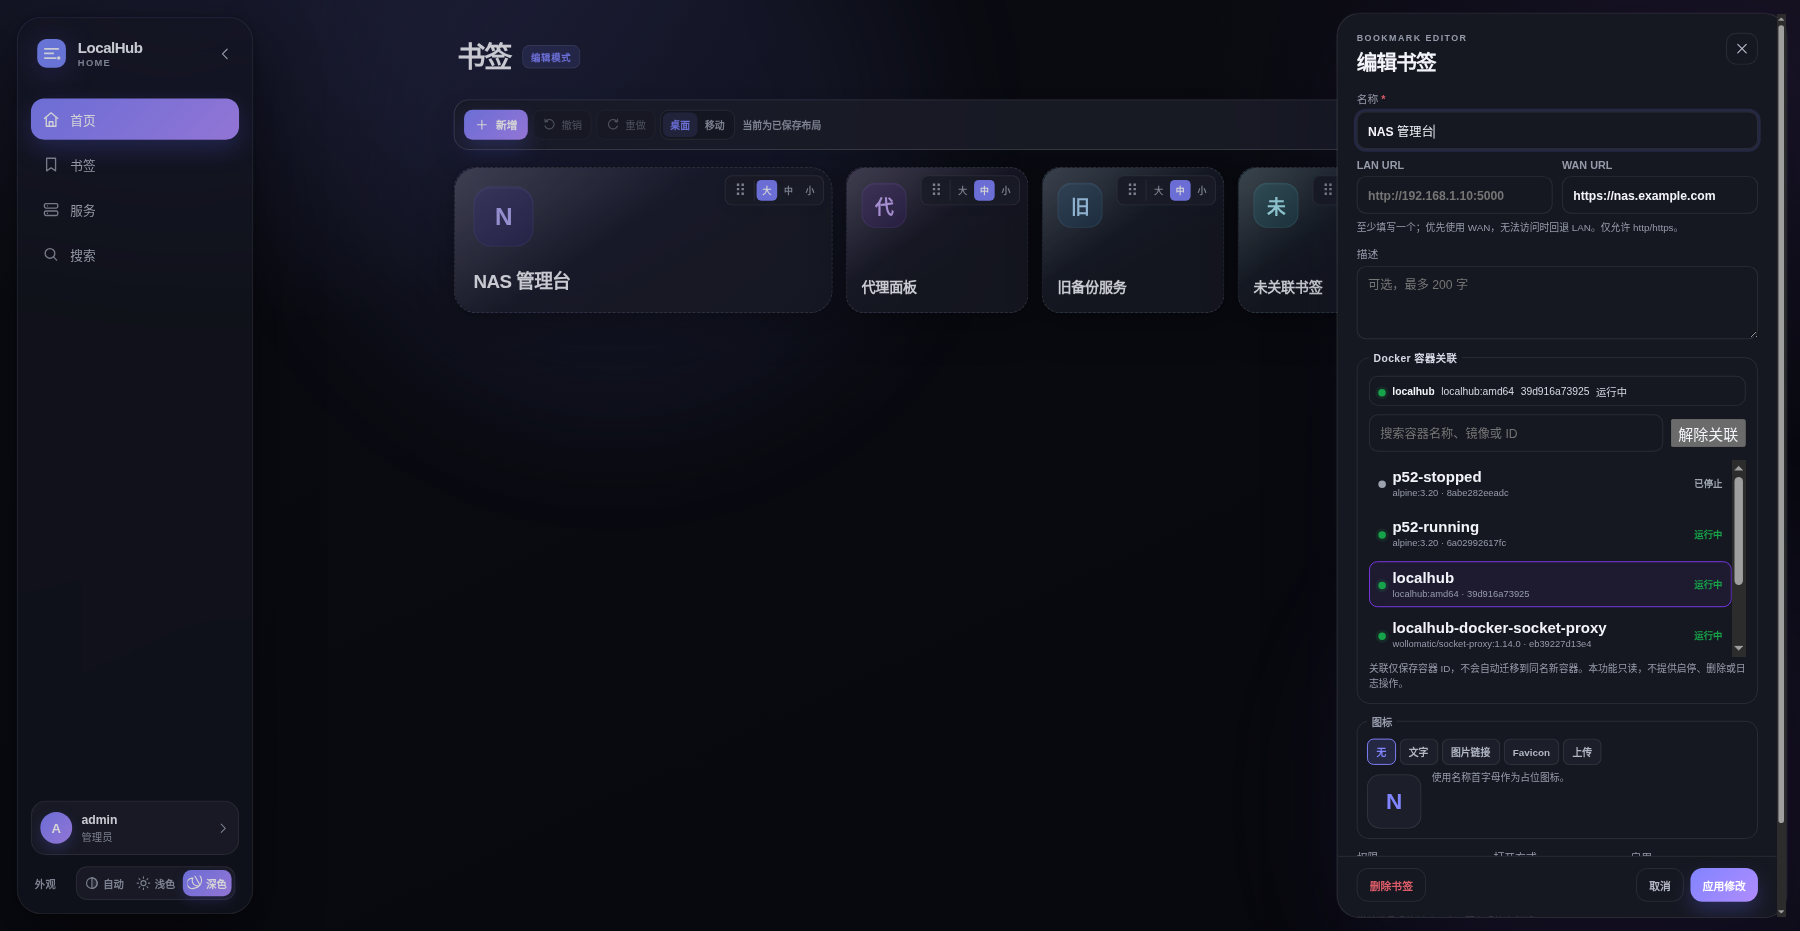 LocalHub
HOME
首页
书签
服务
搜索
A
admin
管理员
外观
自动
浅色
深色
书签
编辑模式
新增
撤销
重做
桌面
移动
当前为已保存布局
N
大 中 小
NAS 管理台
代
大 中 小
代理面板
旧
大 中 小
旧备份服务
未
未关联书签
BOOKMARK EDITOR
编辑书签
名称 *
NAS 管理台
LAN URL
WAN URL
http://192.168.1.10:5000
https://nas.example.com
至少填写一个；优先使用 WAN，无法访问时回退 LAN。仅允许 http/https。
描述
可选，最多 200 字
Docker 容器关联
localhub localhub:amd64 39d916a73925 运行中
搜索容器名称、镜像或 ID
解除关联
p52-stopped
alpine:3.20 · 8abe282eeadc
已停止
p52-running
alpine:3.20 · 6a02992617fc
运行中
localhub
localhub:amd64 · 39d916a73925
运行中
localhub-docker-socket-proxy
wollomatic/socket-proxy:1.14.0 · eb39227d13e4
运行中
关联仅保存容器 ID，不会自动迁移到同名新容器。本功能只读，不提供启停、删除或日
志操作。
图标
无
文字
图片链接
Favicon
上传
N
使用名称首字母作为占位图标。
删除书签
取消
应用修改